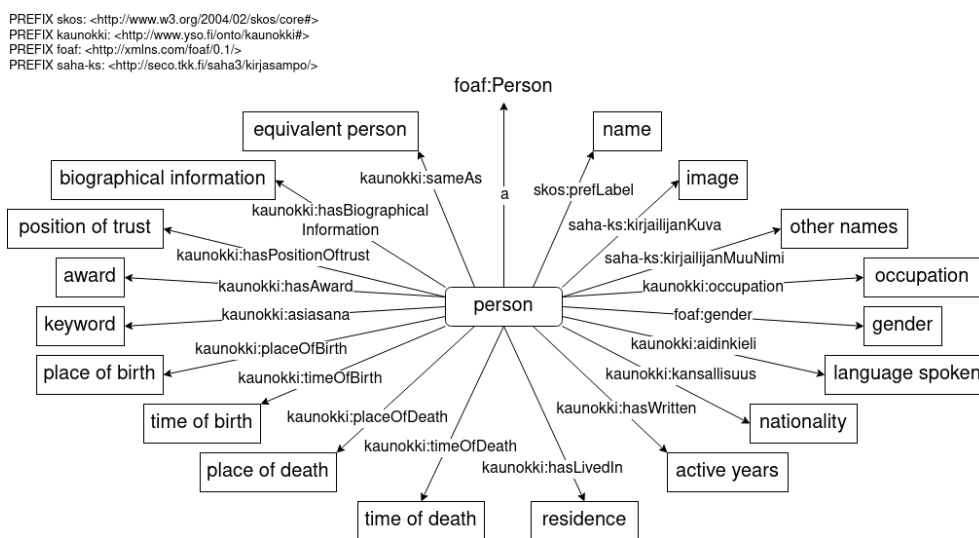 PREFIX skos: <http://www.w3.org/2004/02/skos/core#>
PREFIX kaunokki: <http://www.yso.fi/onto/kaunokki#>
PREFIX foaf: <http://xmlns.com/foaf/0.1/>
PREFIX saha-ks: <http://seco.tkk.fi/saha3/kirjasampo/>
foaf:Person
equivalent person
name
kaunokki:sameAs
a
skos:prefLabel
biographical information
image
kaunokki:hasBiographical
Information
saha-ks:kirjailijanKuva
position of trust
other names
kaunokki:hasPositionOftrust
saha-ks:kirjailijanMuuNimi
award
kaunokki:hasAward
kaunokki:occupation
occupation
person
keyword
kaunokki:asiasana
foaf:gender
gender
kaunokki:placeOfBirth
kaunokki:aidinkieli
place of birth
language spoken
kaunokki:timeOfBirth
kaunokki:kansallisuus
time of birth
kaunokki:placeOfDeath
kaunokki:hasWritten
nationality
kaunokki:timeOfDeath
place of death
kaunokki:hasLivedIn
active years
time of death
residence